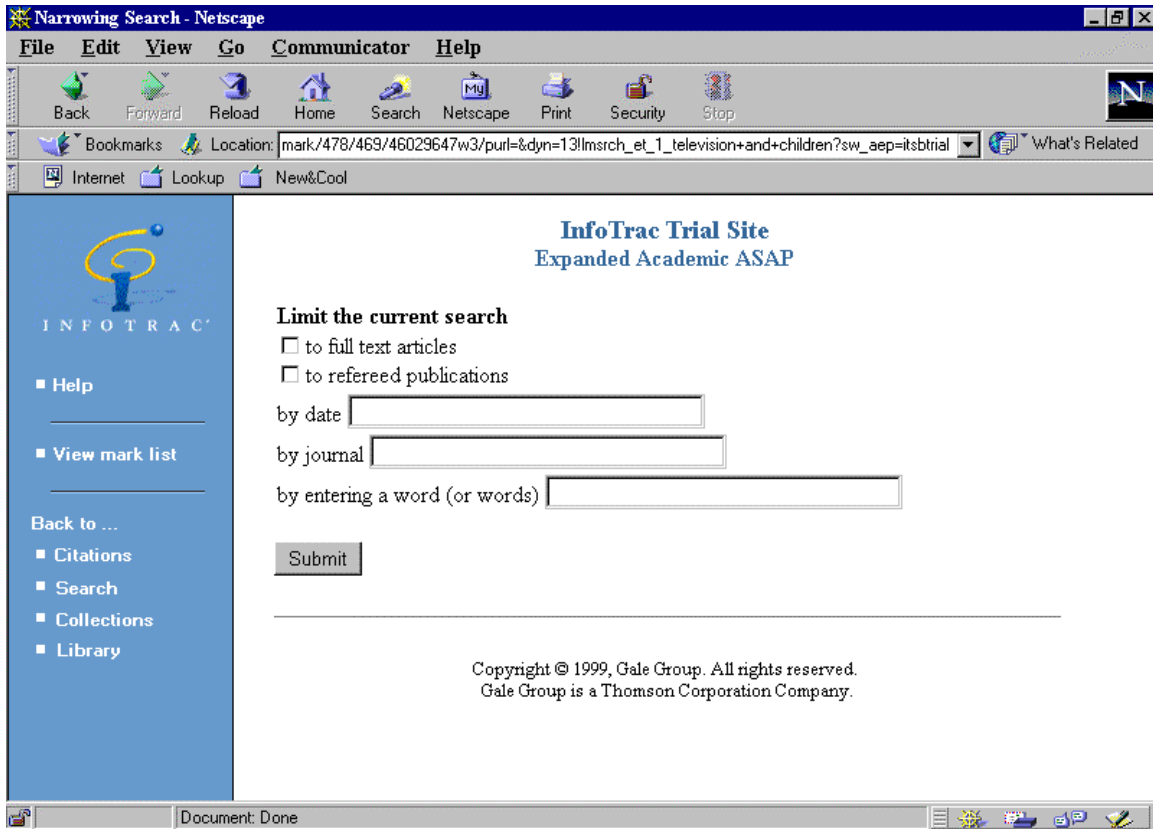 Narrowing Search - Netscape
File Edit View Go Communicator Help
My
N
Back Forward Reload Home Search Netscape Print Security Stop
Bookmarks Location: mark/478/469/46029647w3/purl=&dyn=13!lmsrch_et_1_television+and+children?sw_aep=itsbtrial What's Related
Internet Lookup New&Cool
InfoTrac Trial Site
Expanded Academic ASAP
INFOTRAC
Limit the current search
to full text articles
to refereed publications
Help
by date
View mark list
by journal
by entering a word (or words)
Back to ...
Citations
Submit
Search
Collections
Library
Copyright © 1999, Gale Group. All rights reserved.
Gale Group is a Thomson Corporation Company.
Document: Done